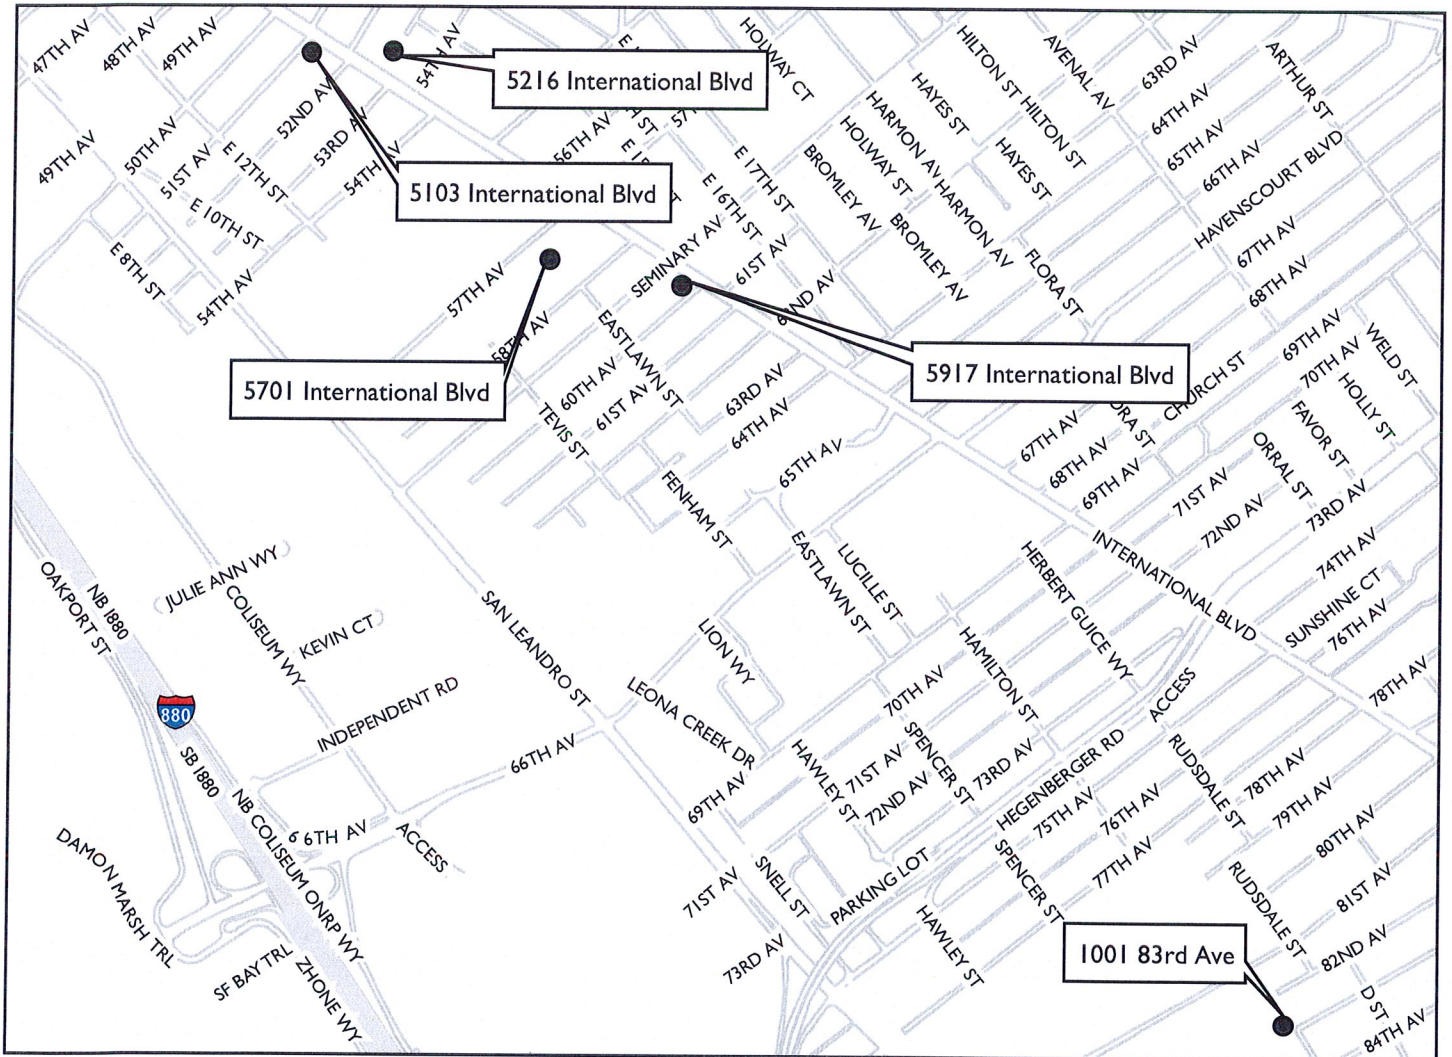 47TH AV
48TH AV
49TH AV
54TH AV
HOLWAY CT
HILTON ST
AVENAL AV
63RD AV
ARTHUR ST
5216 International Blvd
52ND AV
53RD AV
54TH AV
56TH AV
HAYES ST
HARMON AV
HILTON ST
64TH AV
65TH AV
66TH AV
HAVENSCOURT BLVD
49TH AV
50TH AV
51ST AV
E 12TH ST
E 10TH ST
E 8TH ST
54TH AV
5103 International Blvd
E 17TH ST
E 16TH ST
BROMLEY AV
HOLWAY ST
HARMON AV
HAYES ST
BROMLEY AV
FLORA ST
67TH AV
68TH AV
SEMINARY AV
61ST AV
57TH AV
58TH AV
5701 International Blvd
5917 International Blvd
EASTLAWN ST
60TH AV
61ST AV
TEVIS ST
63RD AV
64TH AV
65TH AV
FENHAM ST
67TH AV
68TH AV
69TH AV
CHURCH ST
69TH AV
70TH AV
WELD ST
HOLLY ST
FAVOR ST
ORRAL ST
71ST AV
72ND AV
73RD AV
74TH AV
SUNSHINE CT
76TH AV
78TH AV
INTERNATIONAL BLVD
HERBERT GUICE WY
EASTLAWN ST
LUCILLE ST
HAMILTON ST
OAKPORT ST
NB I880
JULIE ANN WY
COLISEUM WY
KEVIN CT
INDEPENDENT RD
SAN LEANDRO ST
LION WY
LEONA CREEK DR
66TH AV
880
SB I880
NB COLISEUM ONRP WY
6 6TH AV
ACCESS
DAMON MARSH TRL
SF BAY TRL
ZHONE WY
69TH AV
70TH AV
71ST AV
72ND AV
73RD AV
HAWLEY ST
SPENCER ST
HEGENBERGER RD
ACCESS
RUDSDALE ST
75TH AV
76TH AV
77TH AV
78TH AV
79TH AV
80TH AV
81ST AV
82ND AV
71ST AV
73RD AV
SNELL ST
PARKING LOT
SPENCER ST
HAWLEY ST
RUDSDALE ST
1001 83rd Ave
D ST
84TH AV